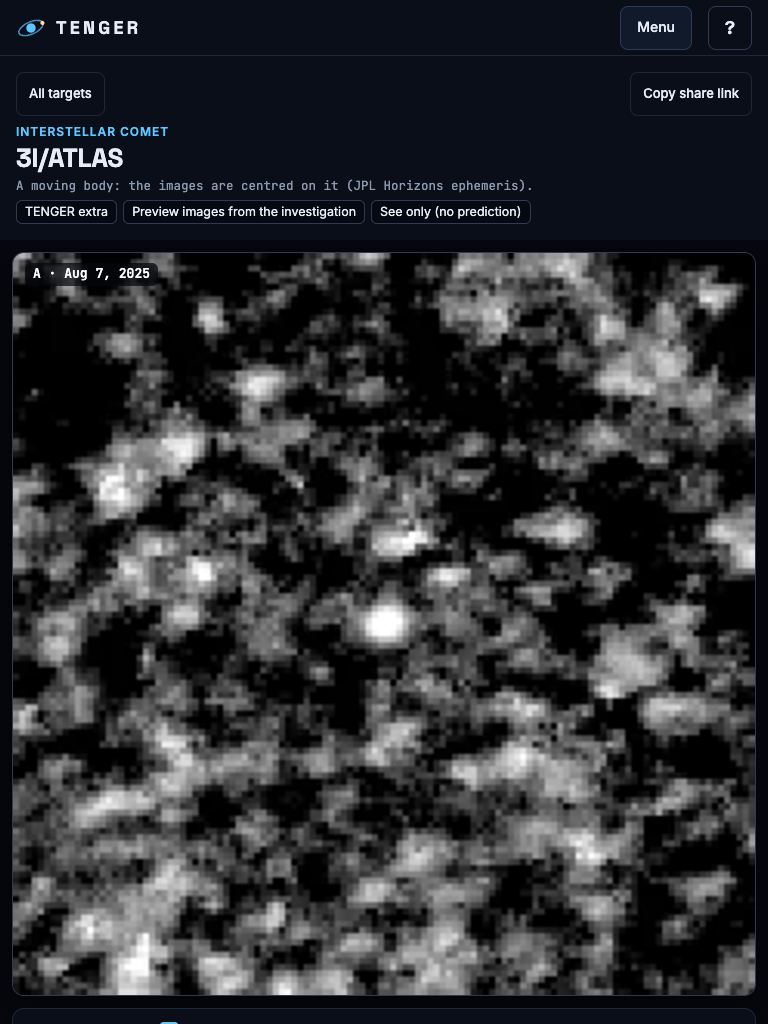 TENGER
Menu
?
All targets
Copy share link
INTERSTELLAR COMET
3I/ATLAS
A moving body: the images are centred on it (JPL Horizons ephemeris).
TENGER extra
Preview images from the investigation
See only (no prediction)
A · Aug 7, 2025